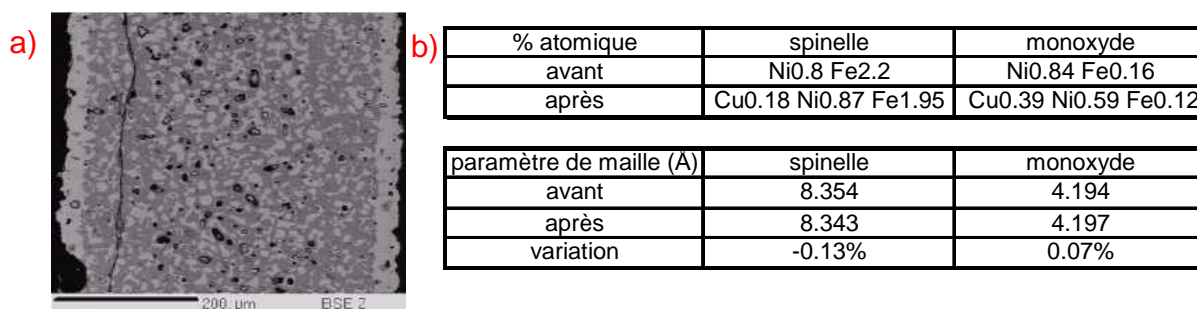 a)
200 µm BSE Z
b)
% atomique spinelle monoxyde
avant Ni0.8 Fe2.2 Ni0.84 Fe0.16
après Cu0.18 Ni0.87 Fe1.95 Cu0.39 Ni0.59 Fe0.12
paramètre de maille (Å) spinelle monoxyde
avant 8.354 4.194
après 8.343 4.197
variation -0.13% 0.07%